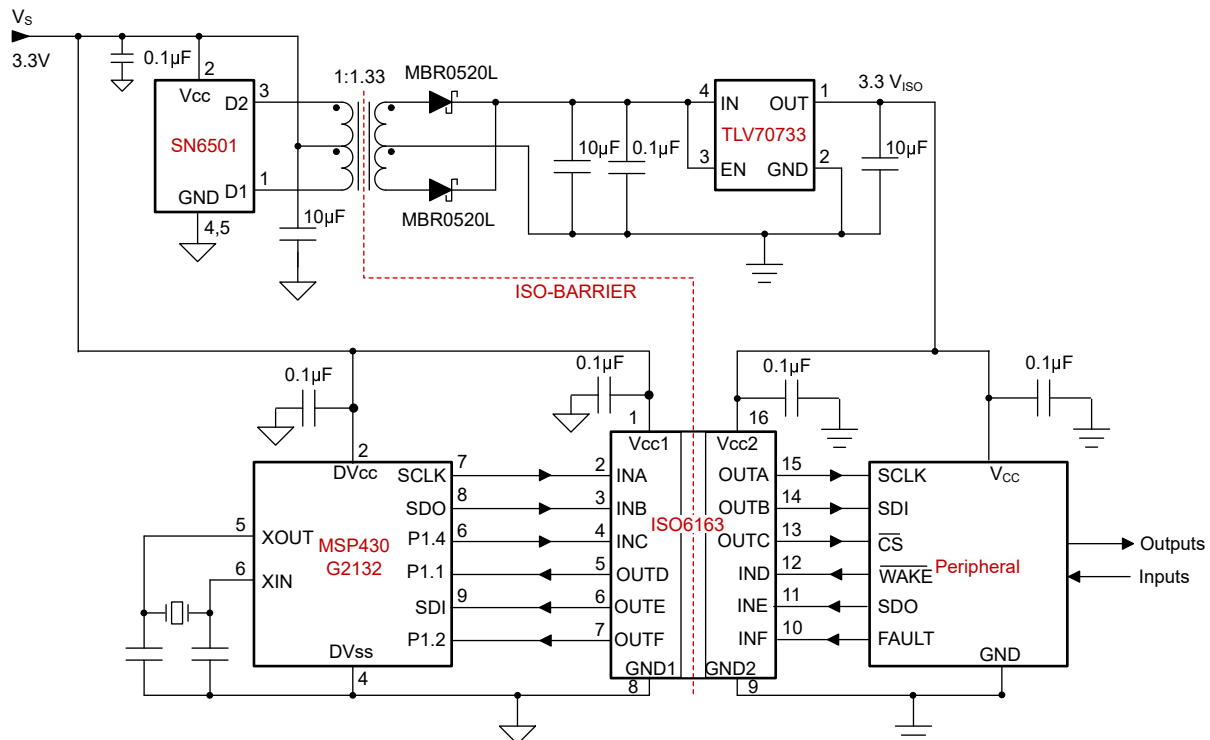 VS
3.3V
0.1µF
2
Vcc
D2
3
SN6501
D1
1
GND
4,5
10µF
1:1.33
MBR0520L
MBR0520L
10µF
0.1µF
4
IN
OUT
1
TLV70733
3
EN
GND
2
3.3 VISO
10µF
ISO-BARRIER
0.1µF
2
DVcc
SCLK
7
SDO
8
P1.4
6
P1.1
5
SDI
9
P1.2
7
5
XOUT
6
XIN
MSP430
G2132
DVss
4
0.1µF
1
Vcc1
2
INA
3
INB
4
INC
5
OUTD
6
OUTE
7
OUTF
GND1
8
ISO6163
16
Vcc2
0.1µF
OUTA
15
OUTB
14
OUTC
13
IND
12
INE
11
INF
10
GND2
9
0.1µF
VCC
SCLK
SDI
CS
WAKE
SDO
FAULT
Peripheral
GND
Outputs
Inputs